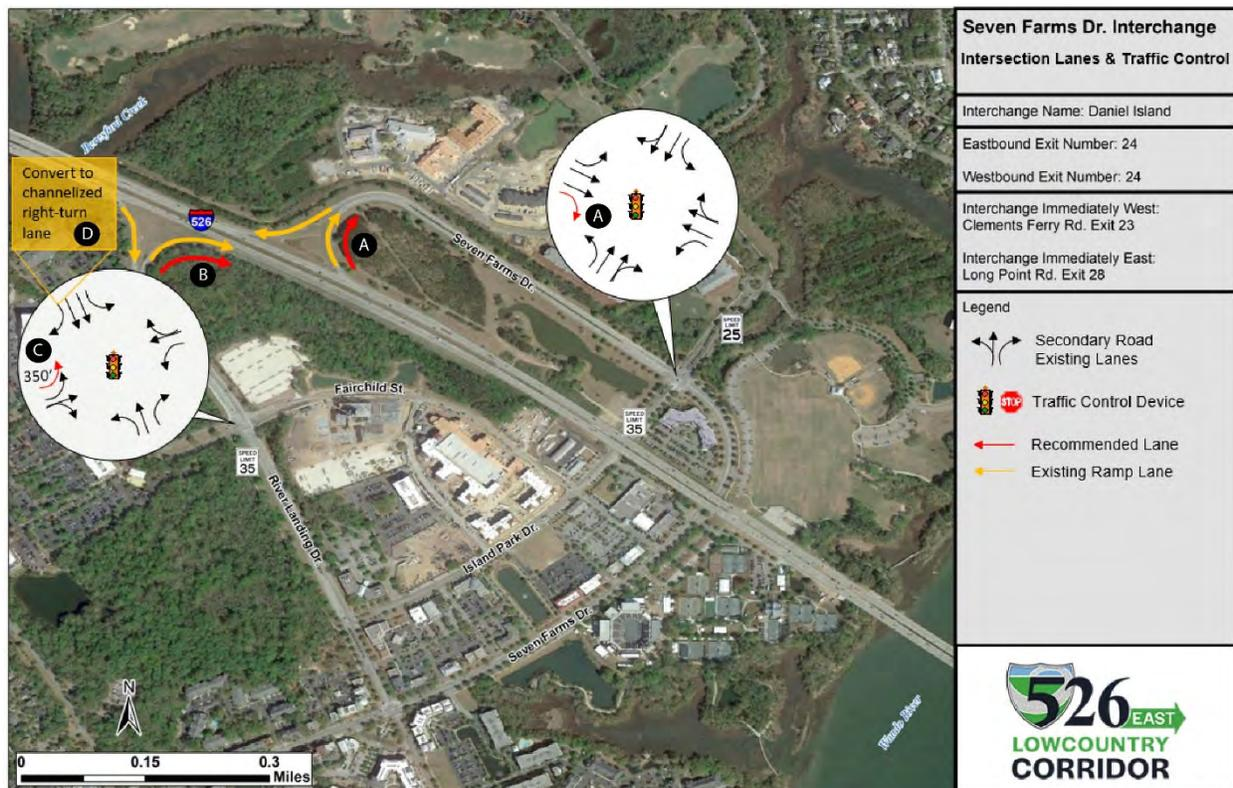 Seven Farms Dr. Interchange
Intersection Lanes & Traffic Control
Interchange Name: Daniel Island
Eastbound Exit Number: 24
Westbound Exit Number: 24
Interchange Immediately West:
Clements Ferry Rd. Exit 23
Interchange Immediately East:
Long Point Rd. Exit 28
Legend
Secondary Road
Existing Lanes
STOP
Traffic Control Device
Recommended Lane
Existing Ramp Lane
526 EAST
LOWCOUNTRY
CORRIDOR
Beresford Creek
Convert to
channelized
right-turn
lane
D
526
A
B
A
Seven Farms Dr.
SPEED
LIMIT
25
C
350'
Fairchild St.
SPEED
LIMIT
35
SPEED
LIMIT
35
River Landing Dr.
Island Park Dr.
Seven Farms Dr.
Wando River
N
0 0.15 0.3
Miles